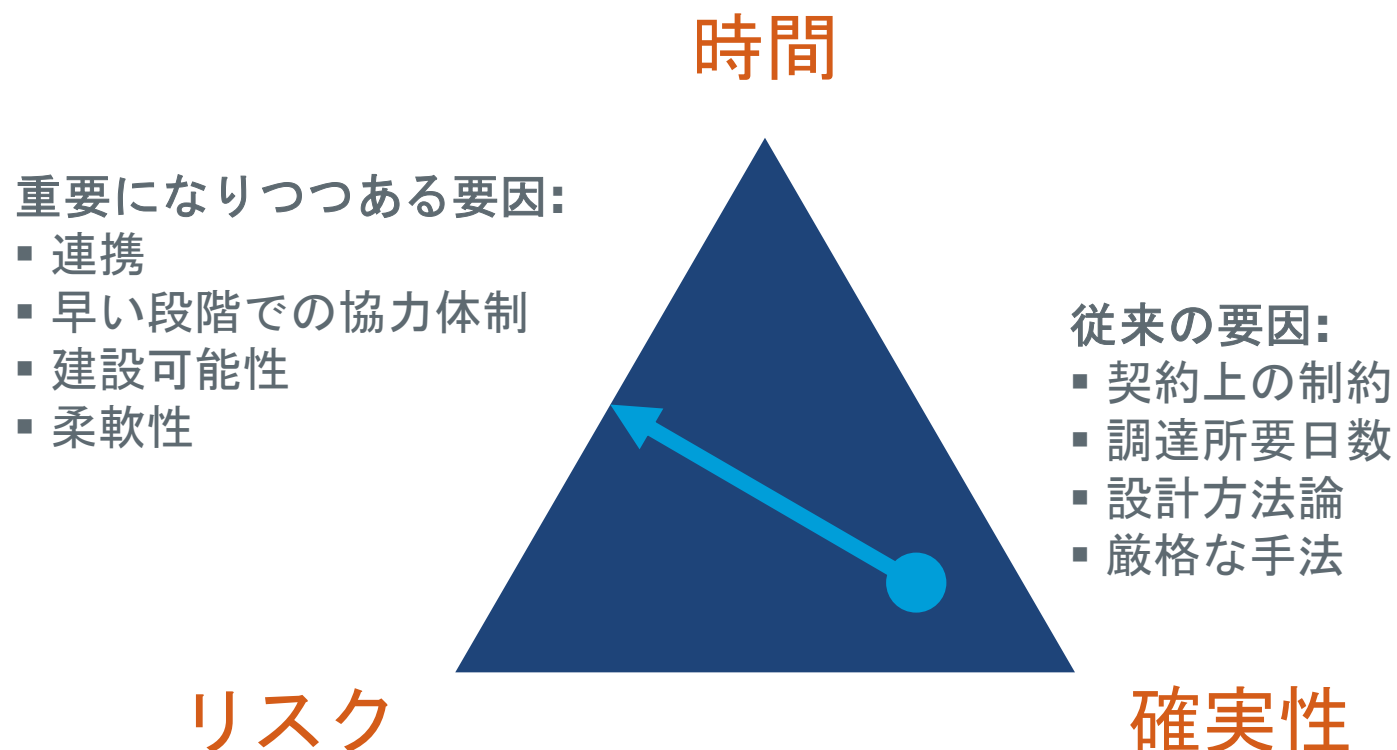 時間
重要になりつつある要因:
▪ 連携
▪ 早い段階での協力体制
▪ 建設可能性
▪ 柔軟性
従来の要因:
▪ 契約上の制約
▪ 調達所要日数
▪ 設計方法論
▪ 厳格な手法
リスク
確実性